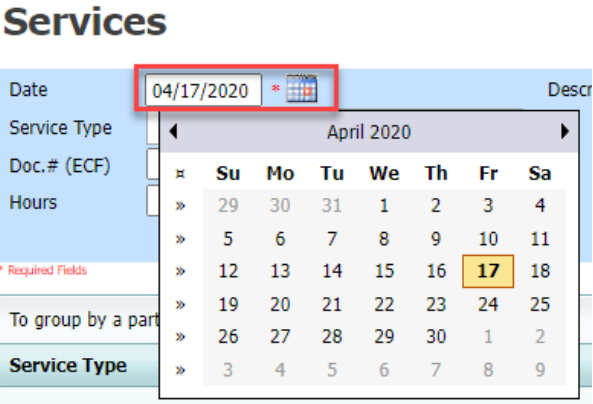 Services
Date 04/17/2020 * Descr
Service Type
Doc.# (ECF)
Hours
* Required Fields
To group by a part
Service Type
April 2020
¤ Su Mo Tu We Th Fr Sa
» 29 30 31 1 2 3 4
» 5 6 7 8 9 10 11
» 12 13 14 15 16 17 18
» 19 20 21 22 23 24 25
» 26 27 28 29 30 1 2
» 3 4 5 6 7 8 9